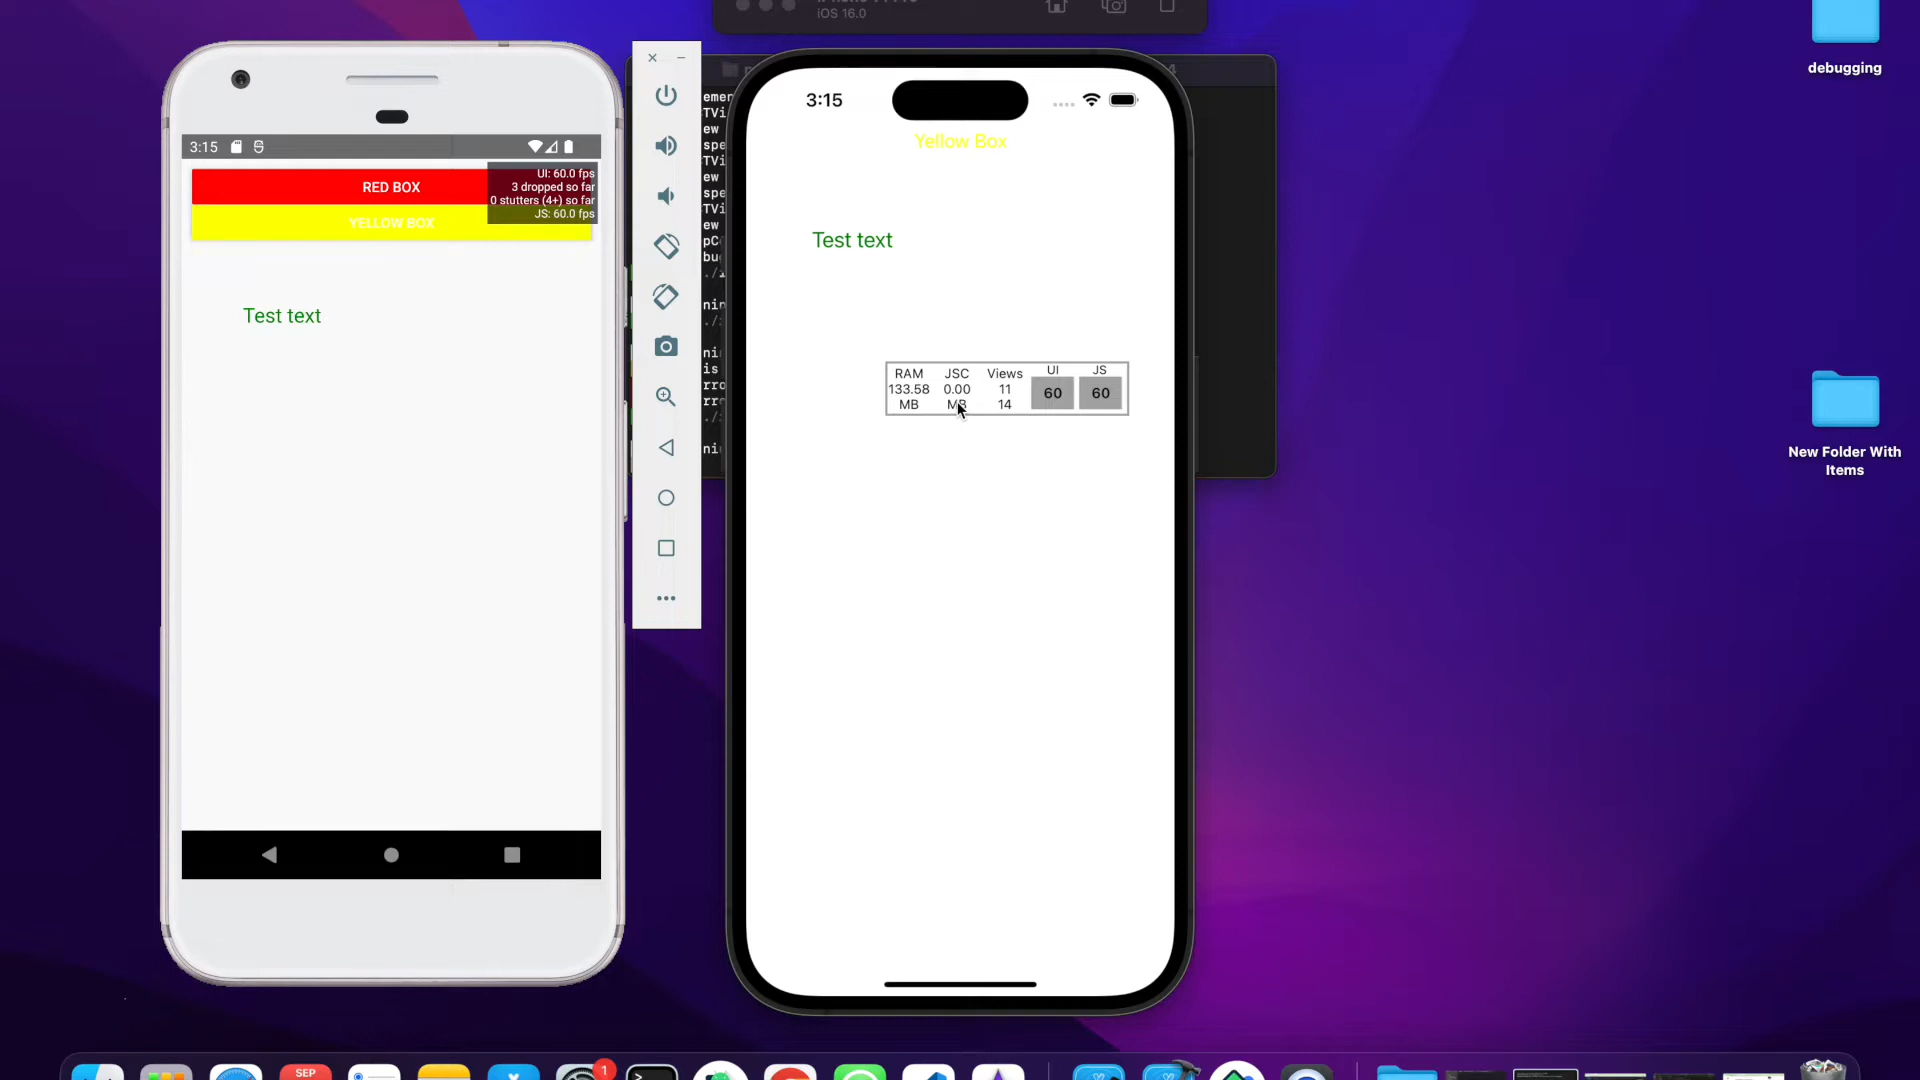 iOS 16.0
debugging
3:15
UI: 60.0 fps
3 dropped so far
0 stutters (4+) so far
JS: 60.0 fps
RED BOX
YELLOW BOX
Test text
3:15
Yellow Box
Test text
RAM
133.58
MB
JSC
0.00
MB
Views
11
14
UI
60
JS
60
New Folder With
Items
SEP
1